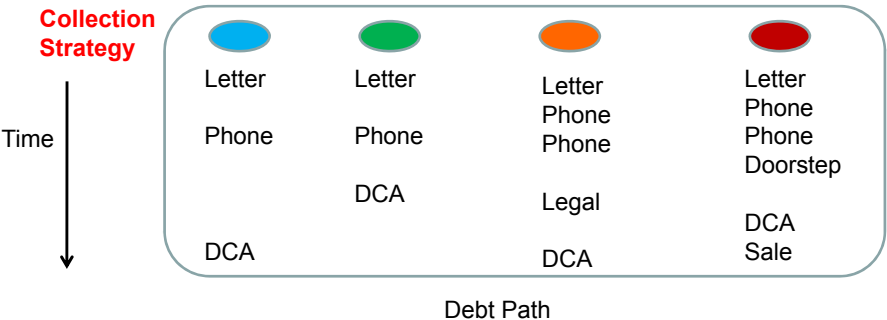 Collection
Strategy
Time
Letter
Phone
DCA
Letter
Phone
DCA
Letter
Phone
Phone
Legal
DCA
Letter
Phone
Phone
Doorstep
DCA
Sale
Debt Path